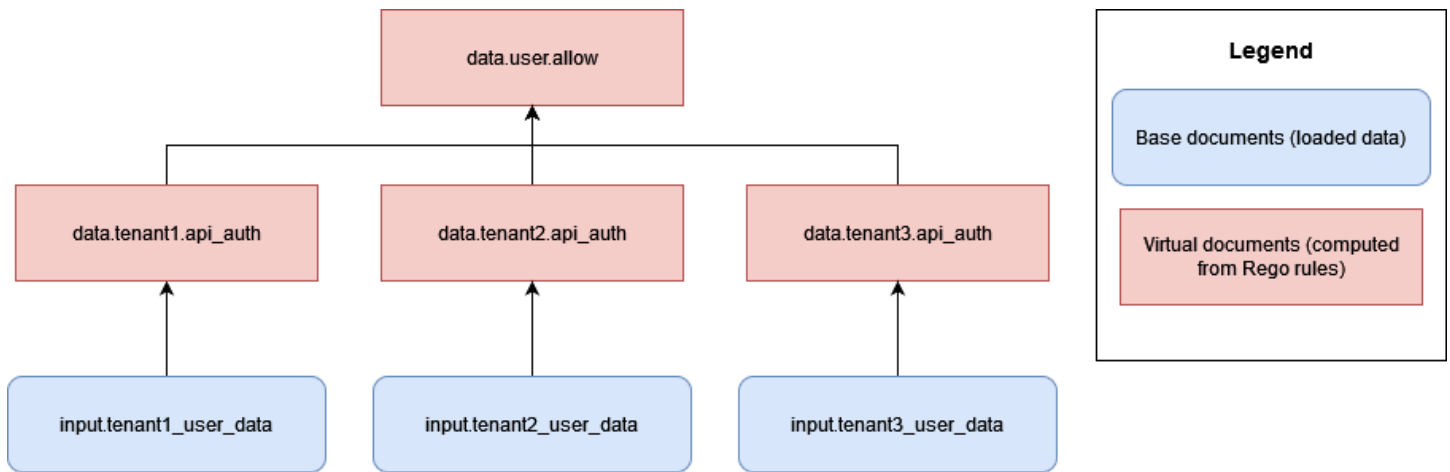 data.user.allow
Legend
Base documents (loaded data)
data.tenant1.api_auth
data.tenant2.api_auth
data.tenant3.api_auth
Virtual documents (computed
from Rego rules)
input.tenant1_user_data
input.tenant2_user_data
input.tenant3_user_data